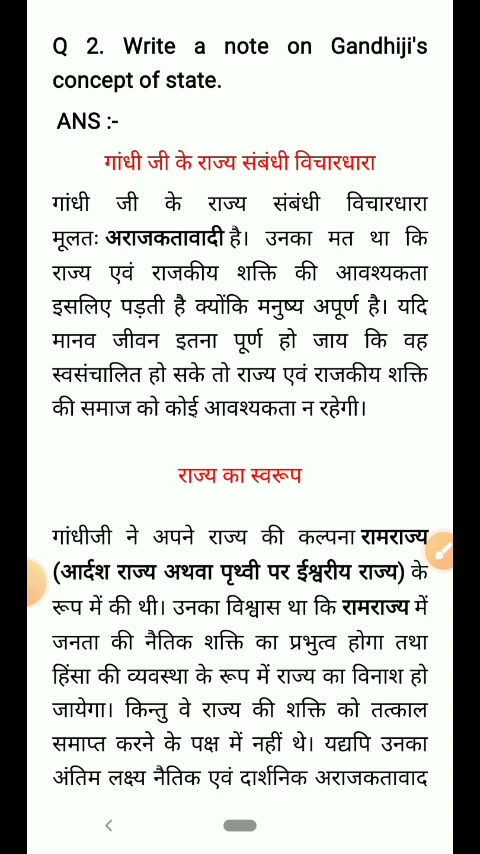 Q 2. Write a note on Gandhiji's
concept of state.
ANS :-
गांधी जी के राज्य संबंधी विचारधारा
गांधी जी के राज्य संबंधी विचारधारा
मूलतः अराजकतावादी है। उनका मत था कि
राज्य एवं राजकीय शक्ति की आवश्यकता
इसलिए पड़ती है क्योंकि मनुष्य अपूर्ण है। यदि
मानव जीवन इतना पूर्ण हो जाय कि वह
स्वसंचालित हो सके तो राज्य एवं राजकीय शक्ति
की समाज को कोई आवश्यकता न रहेगी।
राज्य का स्वरूप
गांधीजी ने अपने राज्य की कल्पना रामराज्य
(आर्दश राज्य अथवा पृथ्वी पर ईश्वरीय राज्य) के
रूप में की थी। उनका विश्वास था कि रामराज्य में
जनता की नैतिक शक्ति का प्रभुत्व होगा तथा
हिंसा की व्यवस्था के रूप में राज्य का विनाश हो
जायेगा। किन्तु वे राज्य की शक्ति को तत्काल
समाप्त करने के पक्ष में नहीं थे। यद्यपि उनका
अंतिम लक्ष्य नैतिक एवं दार्शनिक अराजकतावाद